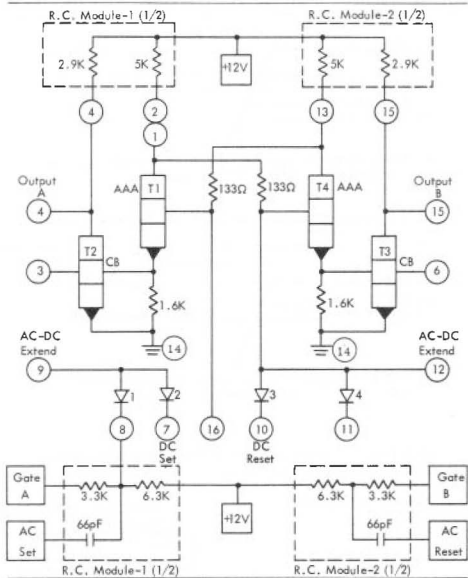 R.C. Module-1 (1/2)
R.C. Module-2 (1/2)
2.9K
5K
+12V
5K
2.9K
4
2
13
15
1
Output
A
AAA
T1
133Ω
133Ω
T4
AAA
Output
B
4
15
T2
T3
3
CB
CB
6
1.6K
1.6K
AC-DC
Extend
14
14
AC-DC
Extend
9
12
1
2
3
4
8
7
16
10
11
DC
Set
DC
Reset
Gate
A
3.3K
6.3K
6.3K
3.3K
Gate
B
AC
Set
66pF
+12V
66pF
AC
Reset
R.C. Module-1 (1/2)
R.C. Module-2 (1/2)